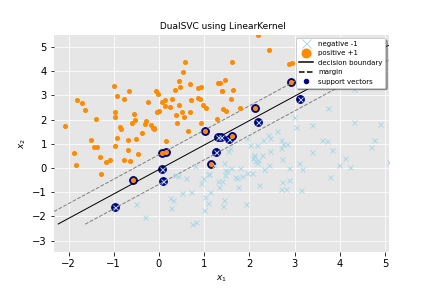 DualSVC using LinearKernel
negative -1
positive +1
decision boundary
margin
support vectors
x₂
5
4
3
2
1
0
−1
−2
−3
−2 −1 0 1 2 3 4 5
x₁